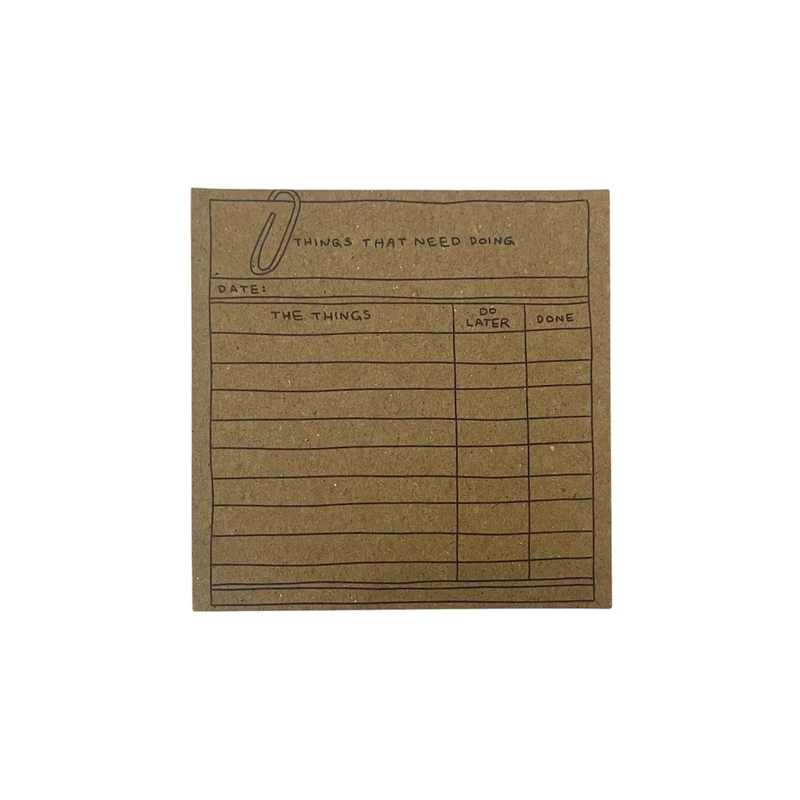 THINGS THAT NEED DOING
DATE:
THE THINGS
DO
LATER
DONE